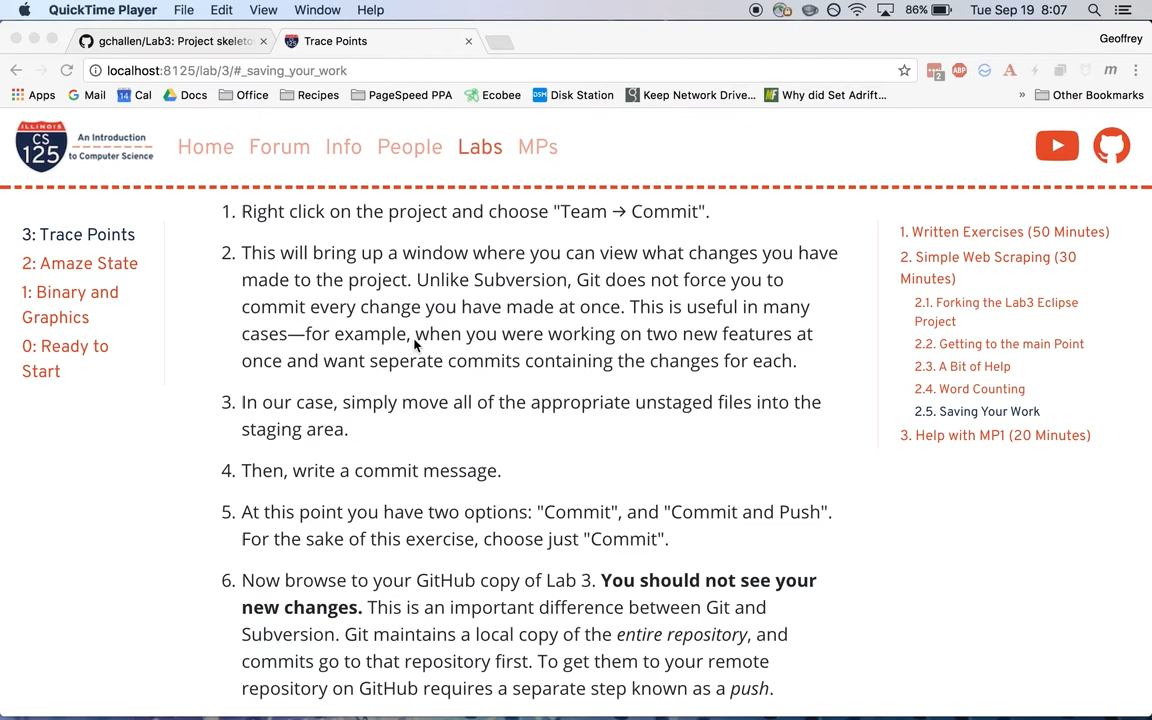 QuickTime Player File Edit View Window Help 86% Tue Sep 19 8:07
gchallen/Lab3: Project skeleto Trace Points Geoffrey
localhost:8125/lab/3/#_saving_your_work
Apps Mail Cal Docs Office Recipes PageSpeed PPA Ecobee Disk Station Keep Network Drive... Why did Set Adrift... » Other Bookmarks
ILLINOIS CS 125
An Introduction
to Computer Science
Home Forum Info People Labs MPs
3: Trace Points
2: Amaze State
1: Binary and
Graphics
0: Ready to
Start
1. Right click on the project and choose "Team → Commit".
2. This will bring up a window where you can view what changes you have
made to the project. Unlike Subversion, Git does not force you to
commit every change you have made at once. This is useful in many
cases—for example, when you were working on two new features at
once and want seperate commits containing the changes for each.
3. In our case, simply move all of the appropriate unstaged files into the
staging area.
4. Then, write a commit message.
5. At this point you have two options: "Commit", and "Commit and Push".
For the sake of this exercise, choose just "Commit".
6. Now browse to your GitHub copy of Lab 3. You should not see your
new changes. This is an important difference between Git and
Subversion. Git maintains a local copy of the entire repository, and
commits go to that repository first. To get them to your remote
repository on GitHub requires a separate step known as a push.
1. Written Exercises (50 Minutes)
2. Simple Web Scraping (30
Minutes)
2.1. Forking the Lab3 Eclipse
Project
2.2. Getting to the main Point
2.3. A Bit of Help
2.4. Word Counting
2.5. Saving Your Work
3. Help with MP1 (20 Minutes)